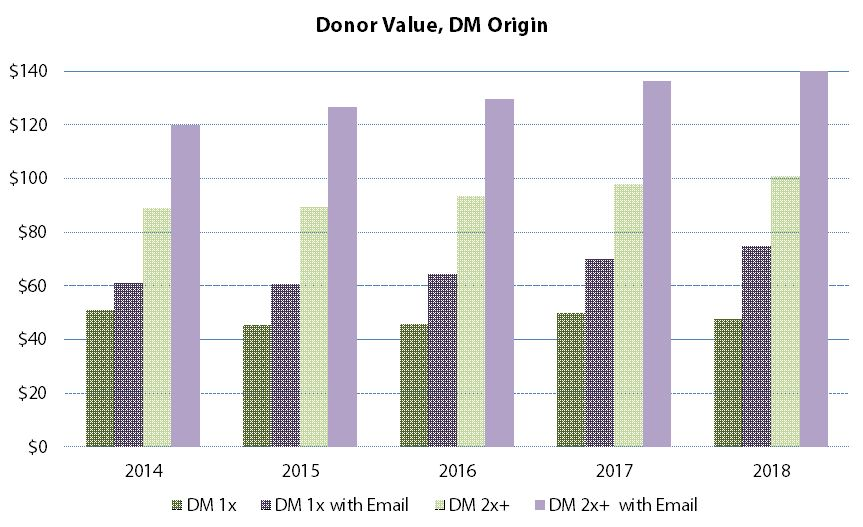 Donor Value, DM Origin
$140
$120
$100
$80
$60
$40
$20
$0
2014 2015 2016 2017 2018
DM 1x DM 1x with Email DM 2x+ DM 2x+ with Email